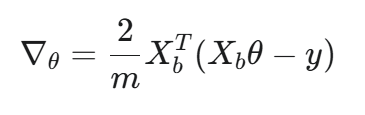 ∇θ = 2/m X_b^T (X_b θ − y)